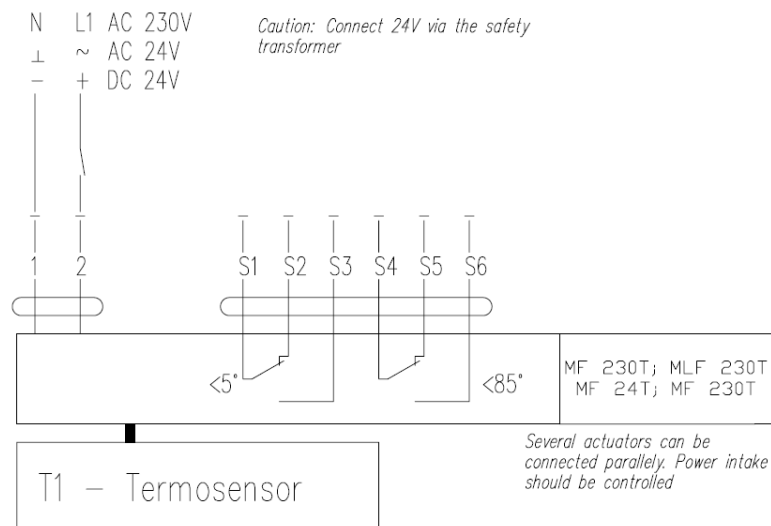 N L1 AC 230V
⊥ ~ AC 24V
− + DC 24V
Caution: Connect 24V via the safety
transformer
1 2 S1 S2 S3 S4 S5 S6
<5° <85°
MF 230T; MLF 230T
MF 24T; MF 230T
Several actuators can be
connected parallely. Power intake
should be controlled
T1 – Termosensor